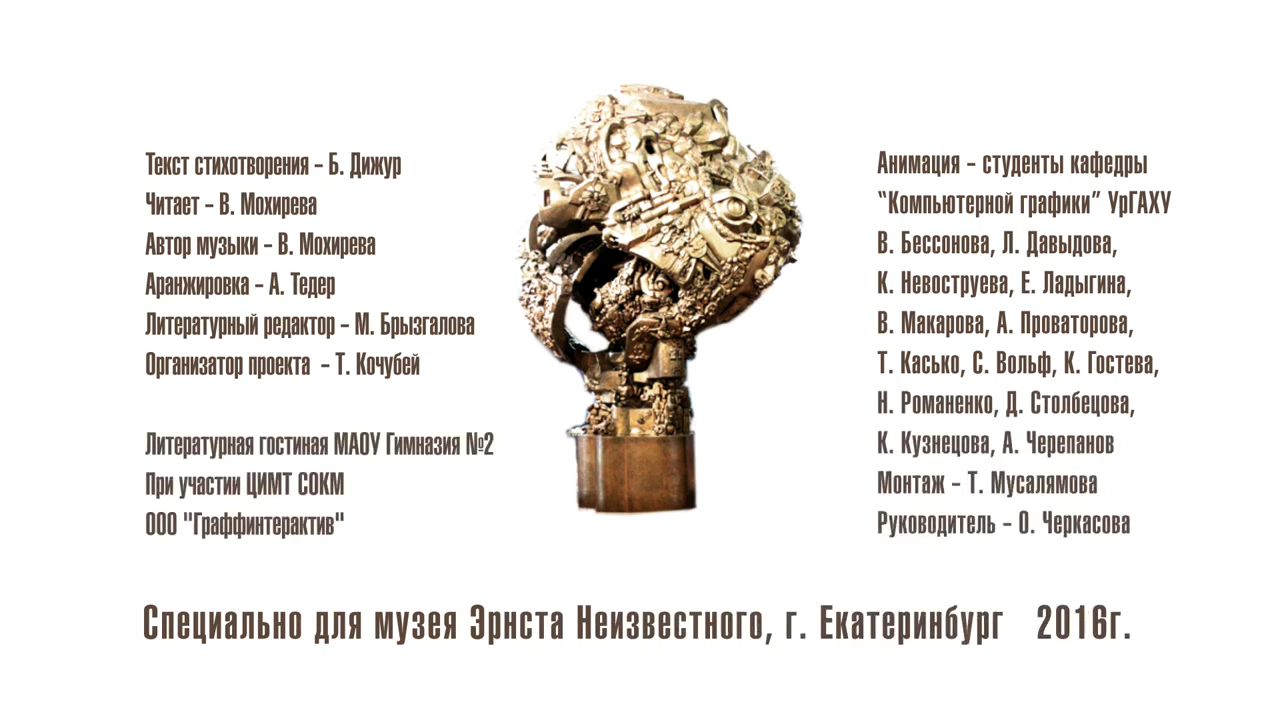 Текст стихотворения - Б. Дижур
Читает - В. Мохирева
Автор музыки - В. Мохирева
Аранжировка - А. Тедер
Литературный редактор - М. Брызгалова
Организатор проекта - Т. Кочубей
Литературная гостиная МАОУ Гимназия №2
При участии ЦИМТ СОКМ
ООО "Граффинтерактив"
Анимация - студенты кафедры
“Компьютерной графики” УрГАХУ
В. Бессонова, Л. Давыдова,
К. Невоструева, Е. Ладыгина,
В. Макарова, А. Проваторова,
Т. Касько, С. Вольф, К. Гостева,
Н. Романенко, Д. Столбецова,
К. Кузнецова, А. Черепанов
Монтаж - Т. Мусалямова
Руководитель - О. Черкасова
Специально для музея Эрнста Неизвестного, г. Екатеринбург 2016г.